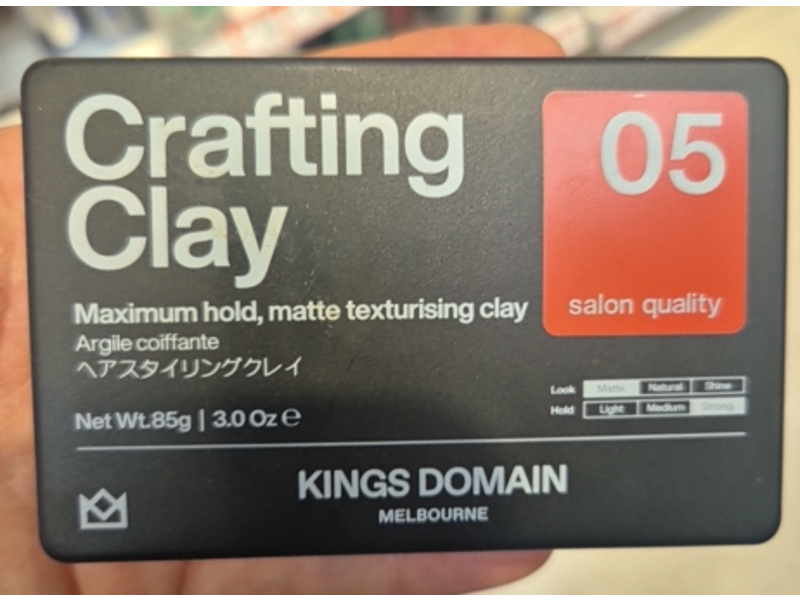 Crafting
Clay
05
salon quality
Maximum hold, matte texturising clay
Argile coiffante
ヘアスタイリングクレイ
Look Matte Natural Shine
Hold Light Medium Strong
Net Wt.85g | 3.0 Oz ℮
KINGS DOMAIN
MELBOURNE